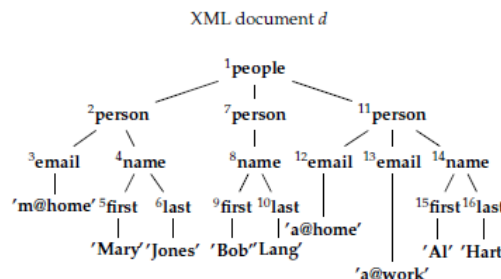 XML document d
¹people
²person ⁷person ¹¹person
³email ⁴name ⁸name ¹²email ¹³email ¹⁴name
'm@home' ⁵first ⁶last ⁹first ¹⁰last 'a@home' ¹⁵first ¹⁶last
'Mary' 'Jones' 'Bob' 'Lang' 'a@work' 'Al' 'Hart'